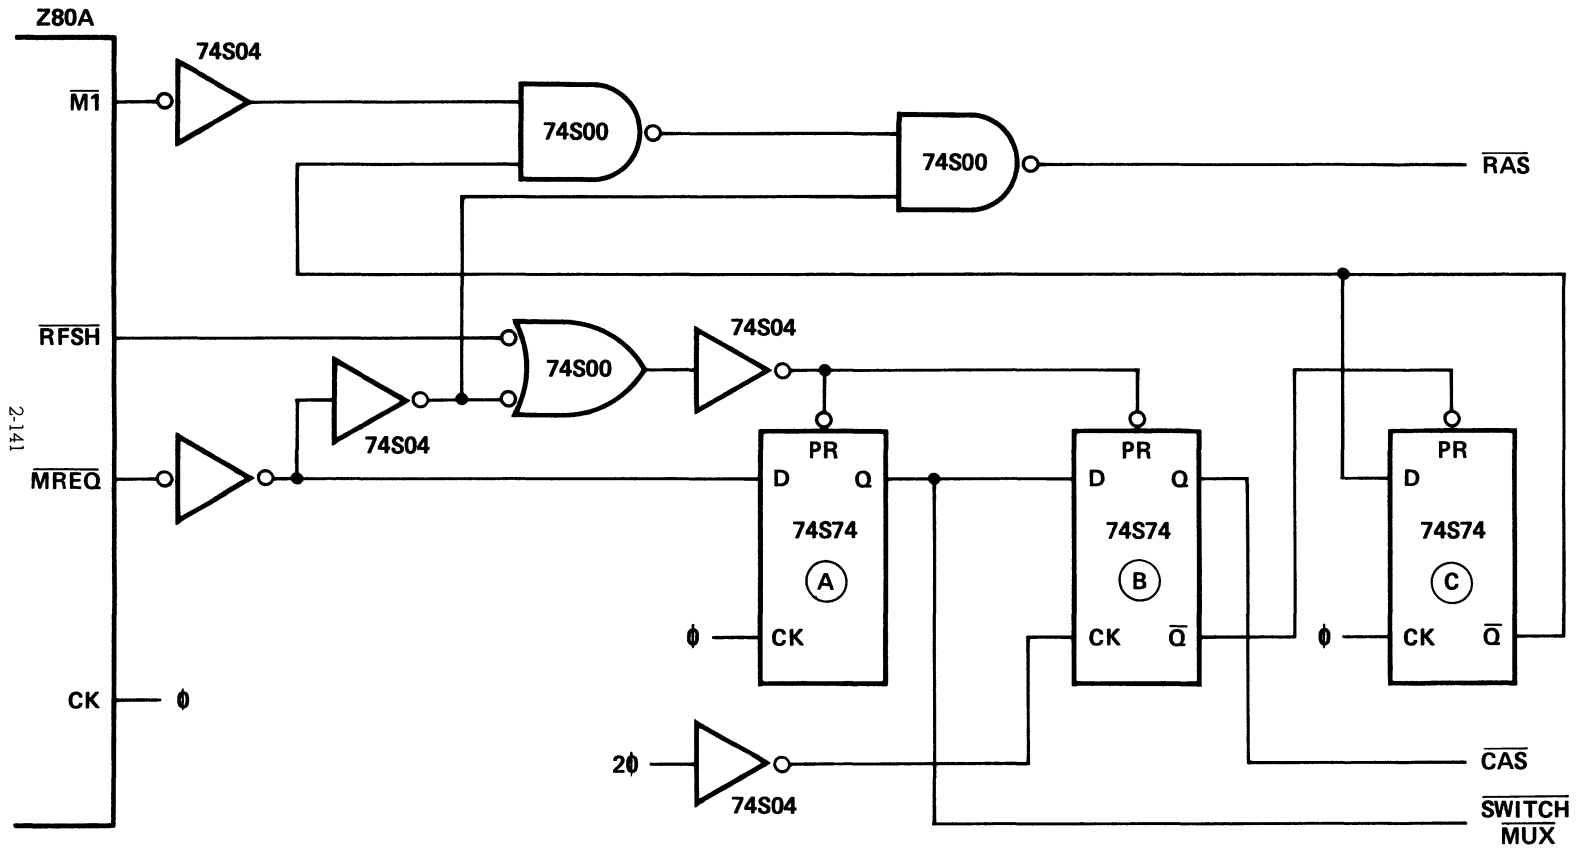 Z80A
74S04
M1
74S00
74S00
RAS
RFSH
74S04
74S00
2-141
74S04
MREQ
PR
D
Q
74S74
A
ϕ
CK
PR
D
Q
74S74
B
CK
Q
PR
D
74S74
C
ϕ
CK
Q
CK
ϕ
2ϕ
74S04
CAS
SWITCH
MUX